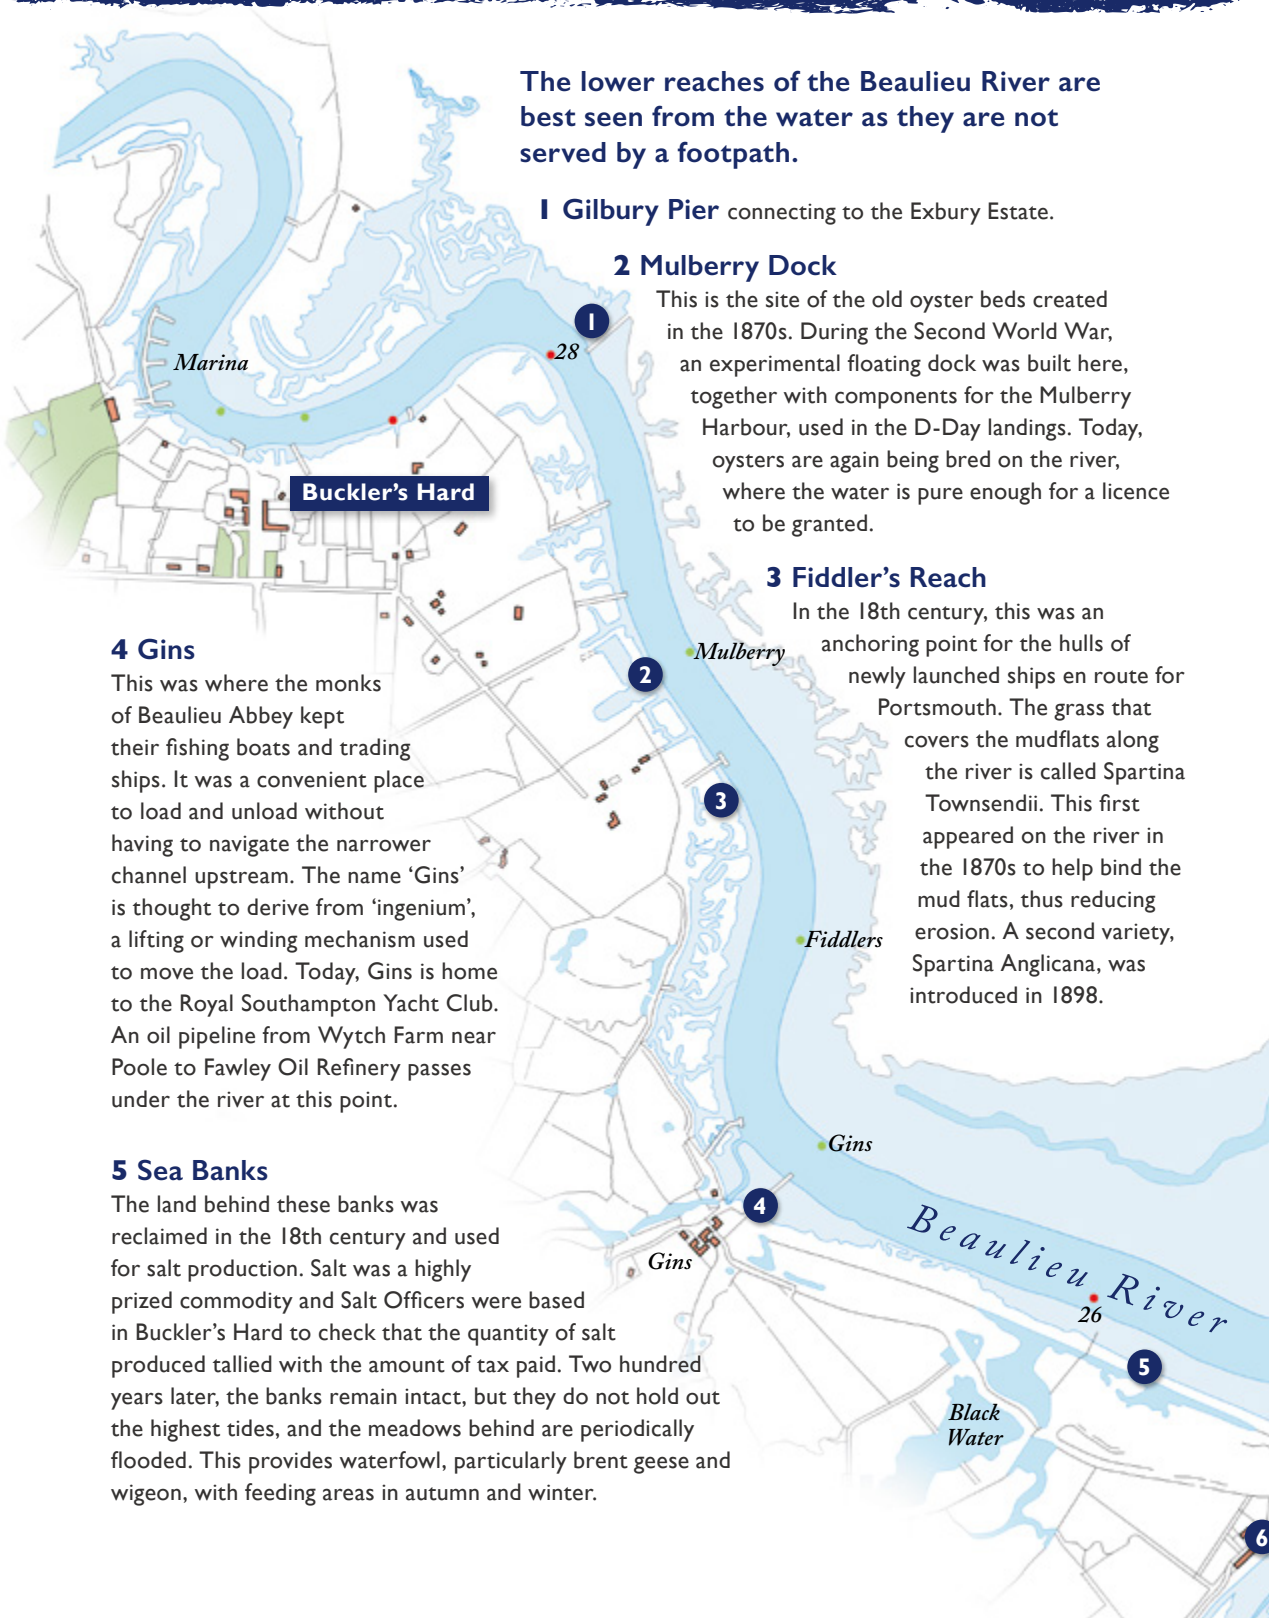 The lower reaches of the Beaulieu River are
best seen from the water as they are not
served by a footpath.
1 Gilbury Pier connecting to the Exbury Estate.
2 Mulberry Dock
This is the site of the old oyster beds created
in the 1870s. During the Second World War,
an experimental floating dock was built here,
together with components for the Mulberry
Harbour, used in the D-Day landings. Today,
oysters are again being bred on the river,
where the water is pure enough for a licence
to be granted.
3 Fiddler's Reach
In the 18th century, this was an
anchoring point for the hulls of
newly launched ships en route for
Portsmouth. The grass that
covers the mudflats along
the river is called Spartina
Townsendii. This first
appeared on the river in
the 1870s to help bind the
mud flats, thus reducing
erosion. A second variety,
Spartina Anglicana, was
introduced in 1898.
4 Gins
This was where the monks
of Beaulieu Abbey kept
their fishing boats and trading
ships. It was a convenient place
to load and unload without
having to navigate the narrower
channel upstream. The name ‘Gins’
is thought to derive from ‘ingenium’,
a lifting or winding mechanism used
to move the load. Today, Gins is home
to the Royal Southampton Yacht Club.
An oil pipeline from Wytch Farm near
Poole to Fawley Oil Refinery passes
under the river at this point.
5 Sea Banks
The land behind these banks was
reclaimed in the 18th century and used
for salt production. Salt was a highly
prized commodity and Salt Officers were based
in Buckler’s Hard to check that the quantity of salt
produced tallied with the amount of tax paid. Two hundred
years later, the banks remain intact, but they do not hold out
the highest tides, and the meadows behind are periodically
flooded. This provides waterfowl, particularly brent geese and
wigeon, with feeding areas in autumn and winter.
Marina
1
28
Buckler’s Hard
Mulberry
2
3
Fiddlers
Gins
4
Gins
Beaulieu River
26
5
Black
Water
6